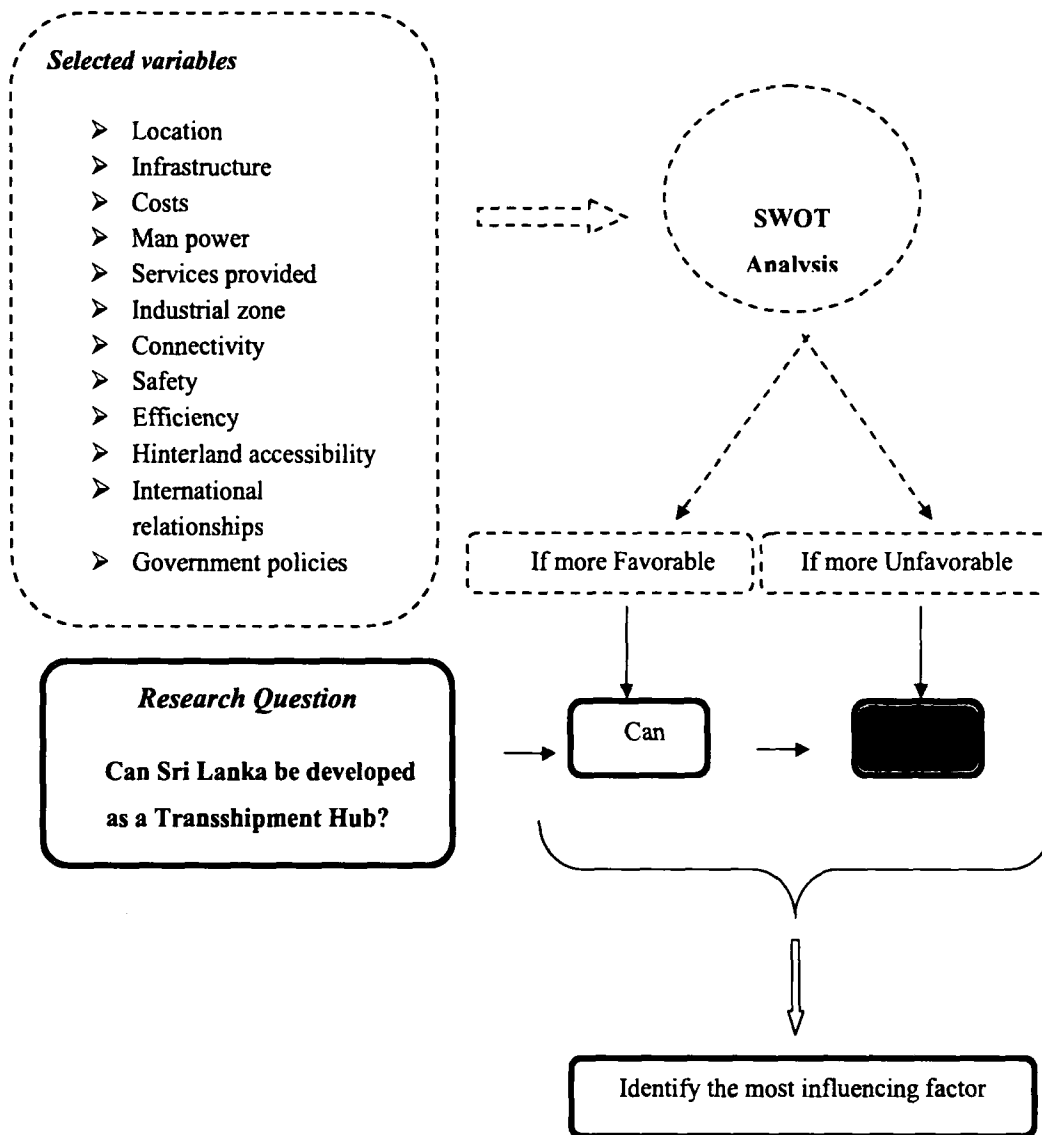 Selected variables
Location
Infrastructure
Costs
Man power
Services provided
Industrial zone
Connectivity
Safety
Efficiency
Hinterland accessibility
International
relationships
Government policies
SWOT
Analysis
If more Favorable
If more Unfavorable
Research Question
Can Sri Lanka be developed
as a Transshipment Hub?
Can
Identify the most influencing factor